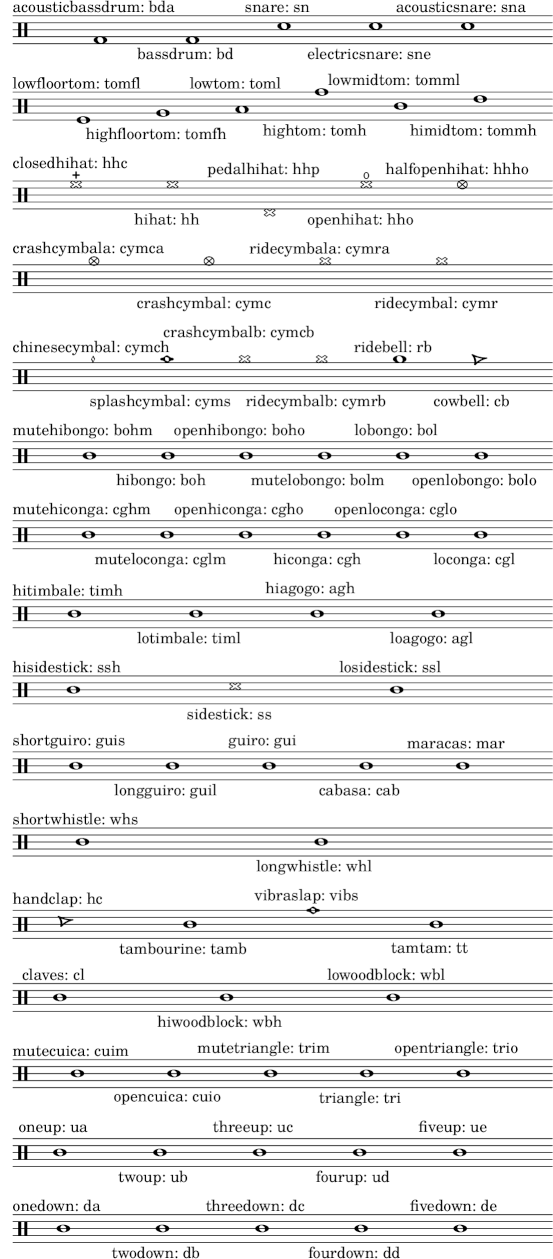 acousticbassdrum: bda snare: sn acousticsnare: sna
bassdrum: bd electricsnare: sne
lowfloortom: tomfl lowtom: toml lowmidtom: tomml
highfloortom: tomfh hightom: tomh himidtom: tommh
closedhihat: hhc pedalhihat: hhp halfopenhihat: hhho
hihat: hh openhihat: hho
crashcymbala: cymca ridecymbala: cymra
crashcymbal: cymc ridecymbal: cymr
crashcymbalb: cymcb
chinesecymbal: cymch ridebell: rb
splashcymbal: cyms ridecymbalb: cymrb cowbell: cb
mutehibongo: bohm openhibongo: boho lobongo: bol
hibongo: boh mutelobongo: bolm openlobongo: bolo
mutehiconga: cghm openhiconga: cgho openloconga: cglo
muteloconga: cglm hiconga: cgh loconga: cgl
hitimbale: timh hiagogo: agh
lotimbale: timl loagogo: agl
hisidestick: ssh losidestick: ssl
sidestick: ss
shortguiro: guis guiro: gui maracas: mar
longguiro: guil cabasa: cab
shortwhistle: whs
longwhistle: whl
handclap: hc vibraslap: vibs
tambourine: tamb tamtam: tt
claves: cl lowoodblock: wbl
hiwoodblock: wbh
mutecuica: cuim mutetriangle: trim opentriangle: trio
opencuica: cuio triangle: tri
oneup: ua threeup: uc fiveup: ue
twoup: ub fourup: ud
onedown: da threedown: dc fivedown: de
twodown: db fourdown: dd